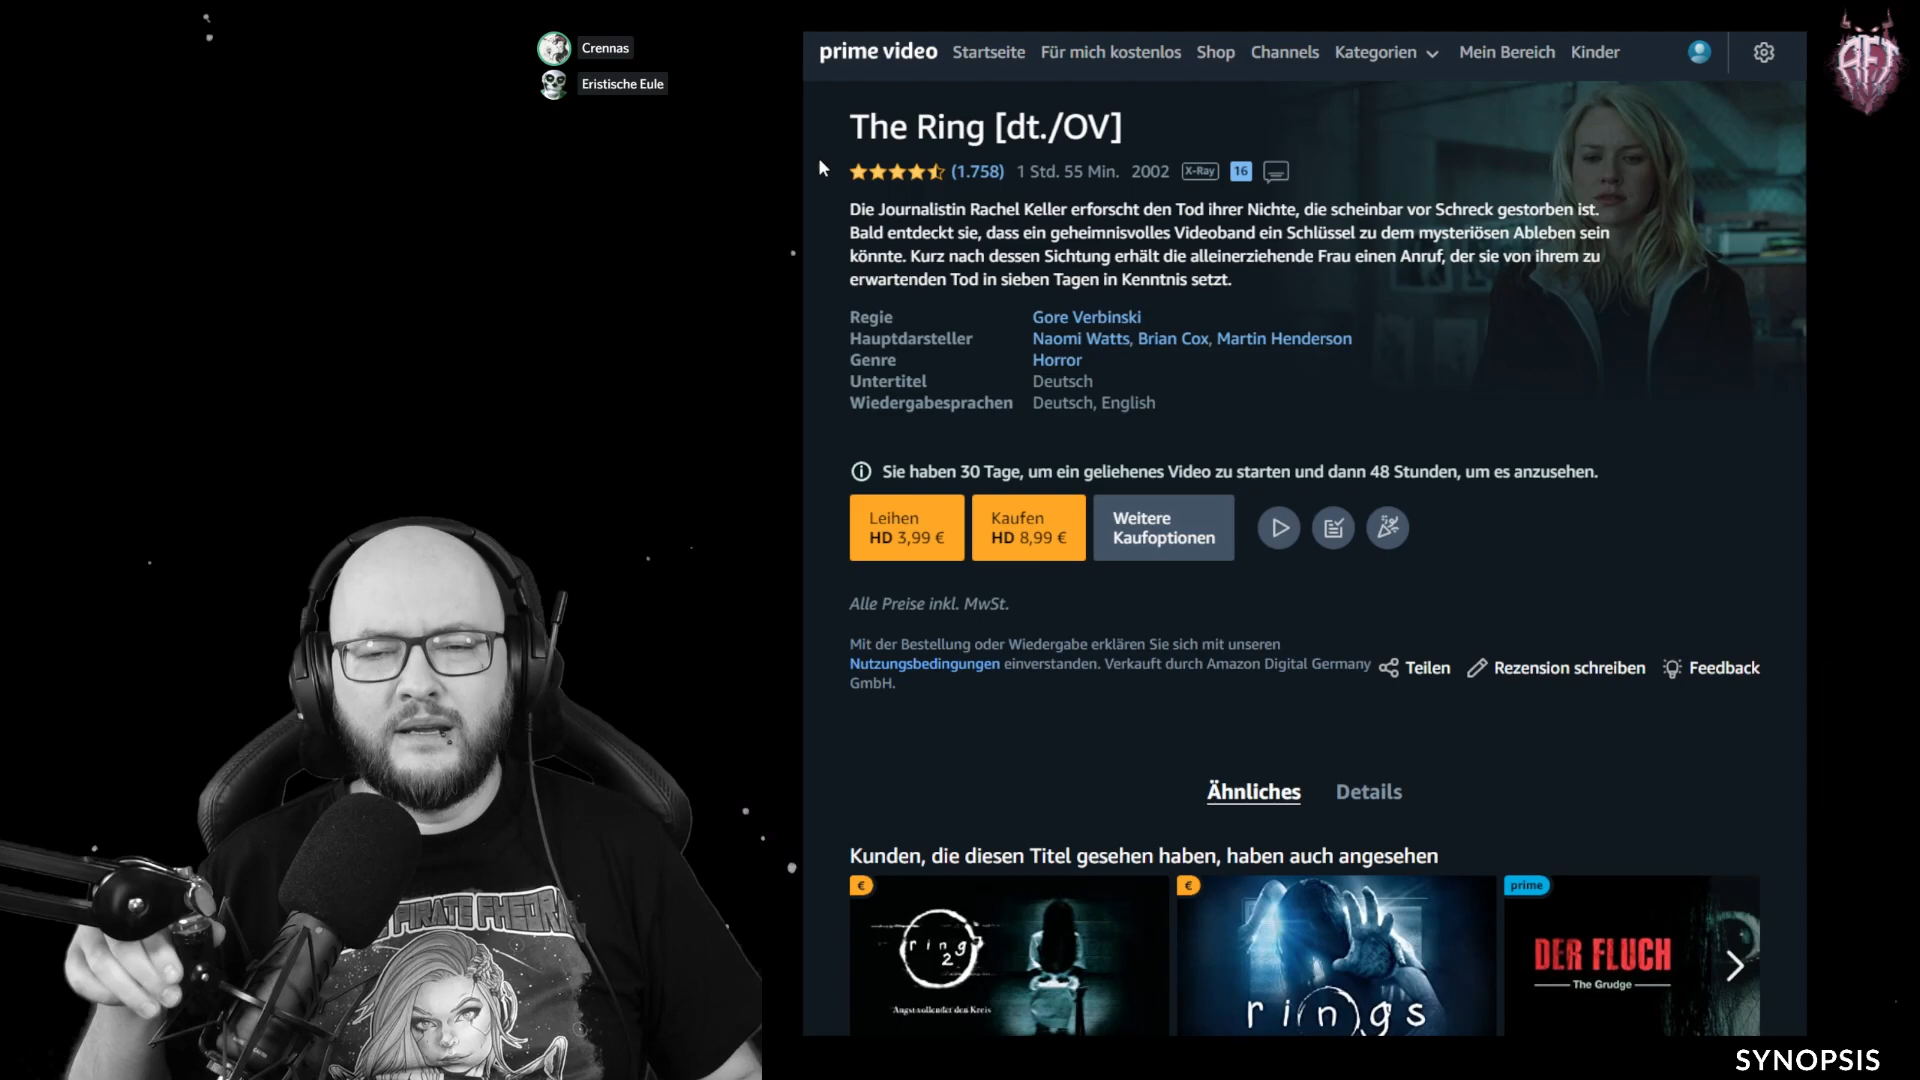 Crennas
Eristische Eule
prime video Startseite Für mich kostenlos Shop Channels Kategorien Mein Bereich Kinder
The Ring [dt./OV]
(1.758) 1 Std. 55 Min. 2002 X-Ray 16
Die Journalistin Rachel Keller erforscht den Tod ihrer Nichte, die scheinbar vor Schreck gestorben ist.
Bald entdeckt sie, dass ein geheimnisvolles Videoband ein Schlüssel zu dem mysteriösen Ableben sein
könnte. Kurz nach dessen Sichtung erhält die alleinerziehende Frau einen Anruf, der sie von ihrem zu
erwartenden Tod in sieben Tagen in Kenntnis setzt.
Regie Gore Verbinski
Hauptdarsteller Naomi Watts, Brian Cox, Martin Henderson
Genre Horror
Untertitel Deutsch
Wiedergabesprachen Deutsch, English
Sie haben 30 Tage, um ein geliehenes Video zu starten und dann 48 Stunden, um es anzusehen.
Leihen
HD 3,99 €
Kaufen
HD 8,99 €
Weitere
Kaufoptionen
Alle Preise inkl. MwSt.
Mit der Bestellung oder Wiedergabe erklären Sie sich mit unseren
Nutzungsbedingungen einverstanden. Verkauft durch Amazon Digital Germany
GmbH.
Teilen Rezension schreiben Feedback
Ähnliches Details
Kunden, die diesen Titel gesehen haben, haben auch angesehen
€
ring
2
Angst vollendet den Kreis
€
rings
prime
DER FLUCH
The Grudge
AFT
SYNOPSIS